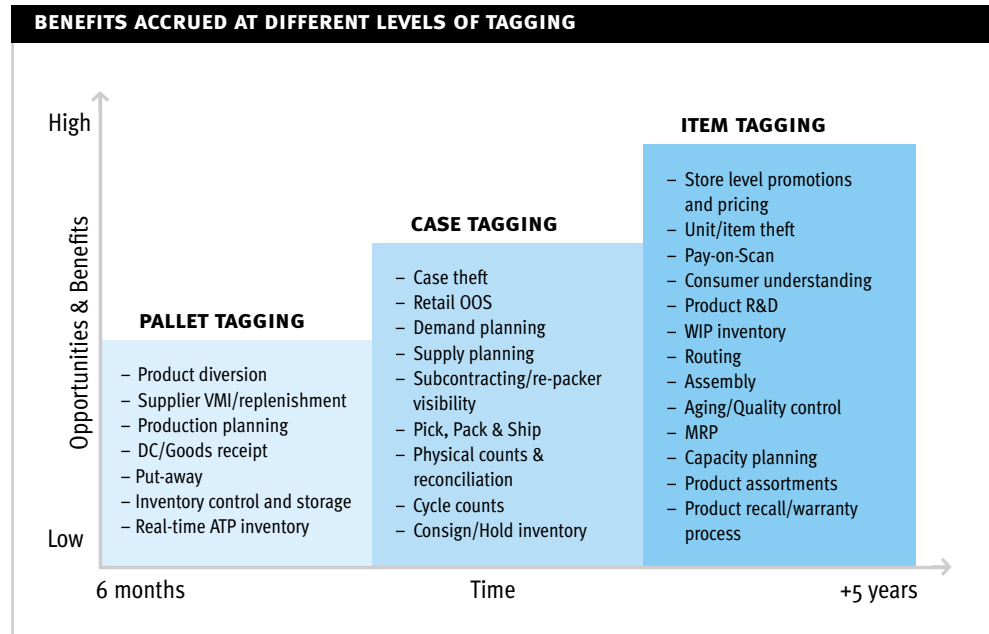 BENEFITS ACCRUED AT DIFFERENT LEVELS OF TAGGING
High
Opportunities & Benefits
Low
PALLET TAGGING
– Product diversion
– Supplier VMI/replenishment
– Production planning
– DC/Goods receipt
– Put-away
– Inventory control and storage
– Real-time ATP inventory
CASE TAGGING
– Case theft
– Retail OOS
– Demand planning
– Supply planning
– Subcontracting/re-packer
visibility
– Pick, Pack & Ship
– Physical counts &
reconciliation
– Cycle counts
– Consign/Hold inventory
ITEM TAGGING
– Store level promotions
and pricing
– Unit/item theft
– Pay-on-Scan
– Consumer understanding
– Product R&D
– WIP inventory
– Routing
– Assembly
– Aging/Quality control
– MRP
– Capacity planning
– Product assortments
– Product recall/warranty
process
6 months
Time
+5 years